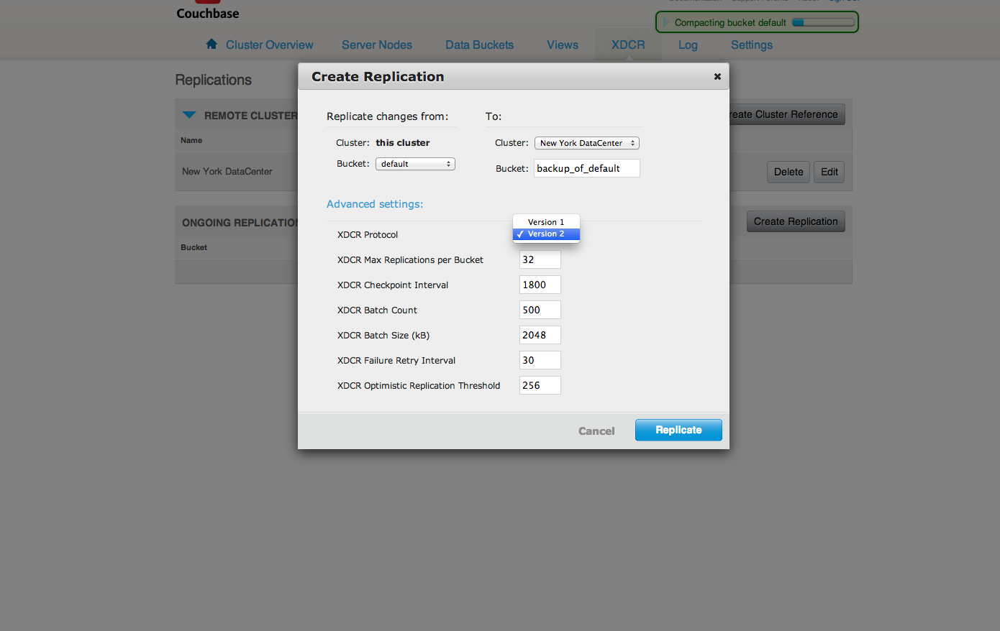 Couchbase
Compacting bucket default
Cluster Overview Server Nodes Data Buckets Views XDCR Log Settings
Replications
REMOTE CLUSTER
Create Cluster Reference
Name
New York DataCenter
Delete Edit
ONGOING REPLICATION
Create Replication
Bucket
Create Replication
Replicate changes from: To:
Cluster: this cluster Cluster: New York DataCenter
Bucket: default Bucket: backup_of_default
Advanced settings:
Version 1
XDCR Protocol ✓ Version 2
XDCR Max Replications per Bucket 32
XDCR Checkpoint Interval 1800
XDCR Batch Count 500
XDCR Batch Size (kB) 2048
XDCR Failure Retry Interval 30
XDCR Optimistic Replication Threshold 256
Cancel Replicate